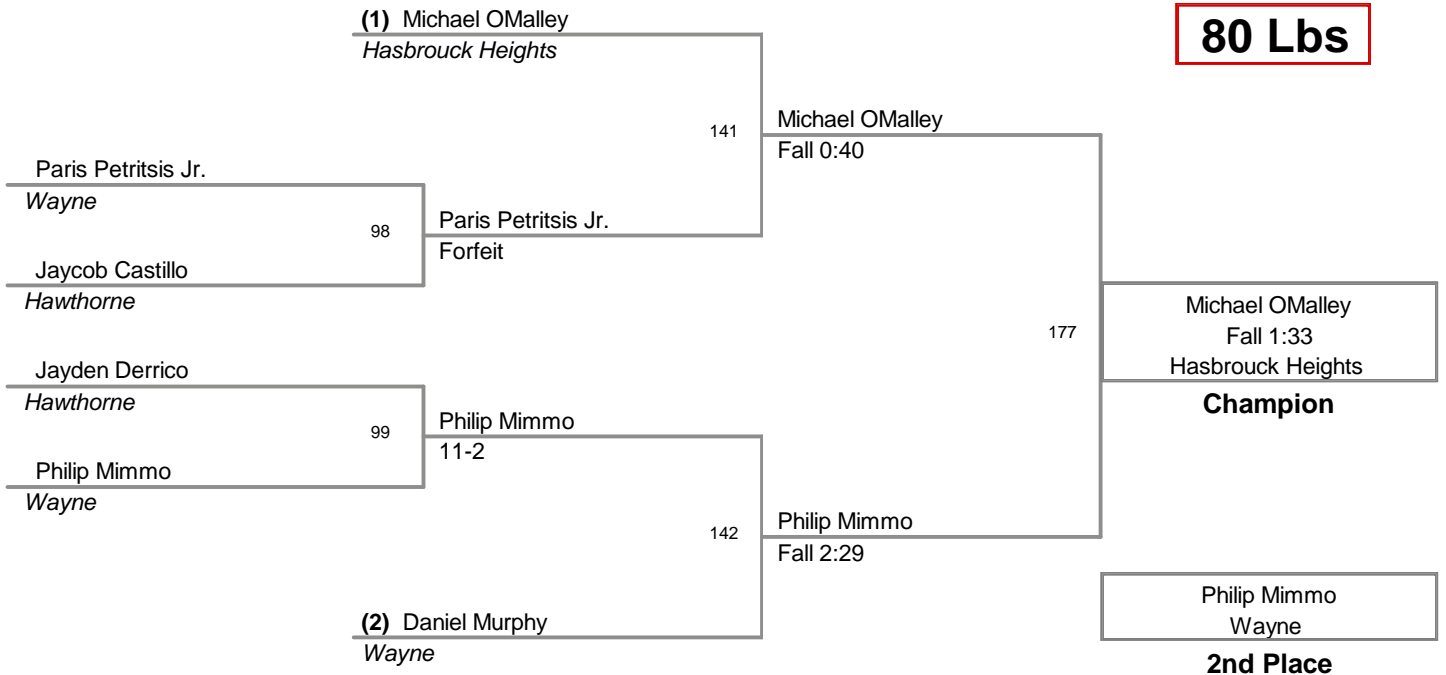 (1) Michael OMalley
Hasbrouck Heights
80 Lbs
141
Michael OMalley
Fall 0:40
Paris Petritsis Jr.
Wayne
98
Paris Petritsis Jr.
Forfeit
Jaycob Castillo
Hawthorne
177
Michael OMalley
Fall 1:33
Hasbrouck Heights
Champion
Jayden Derrico
Hawthorne
99
Philip Mimmo
11-2
Philip Mimmo
Wayne
142
Philip Mimmo
Fall 2:29
(2) Daniel Murphy
Wayne
Philip Mimmo
Wayne
2nd Place